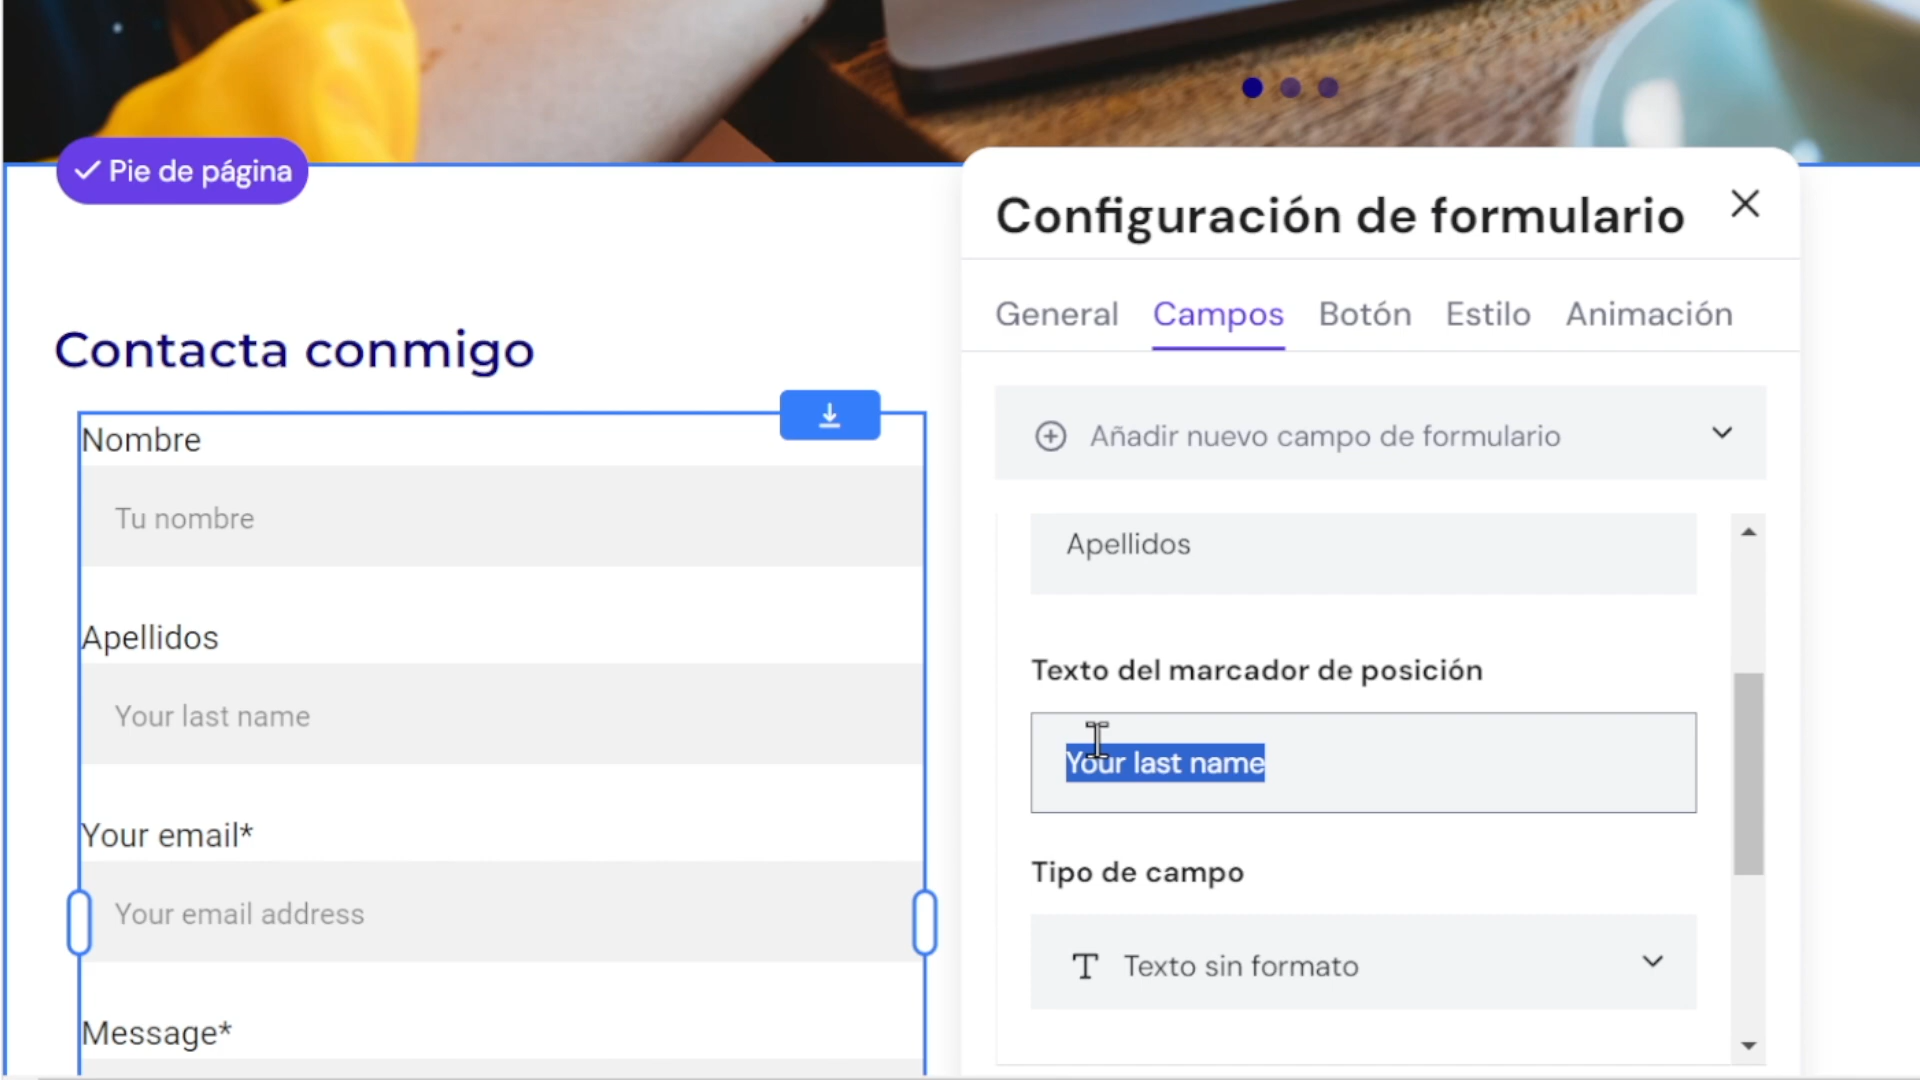 Pie de página
Contacta conmigo
Nombre
Tu nombre
Apellidos
Your last name
Your email*
Your email address
Message*
Configuración de formulario
General Campos Botón Estilo Animación
Añadir nuevo campo de formulario
Apellidos
Texto del marcador de posición
Your last name
Tipo de campo
Texto sin formato